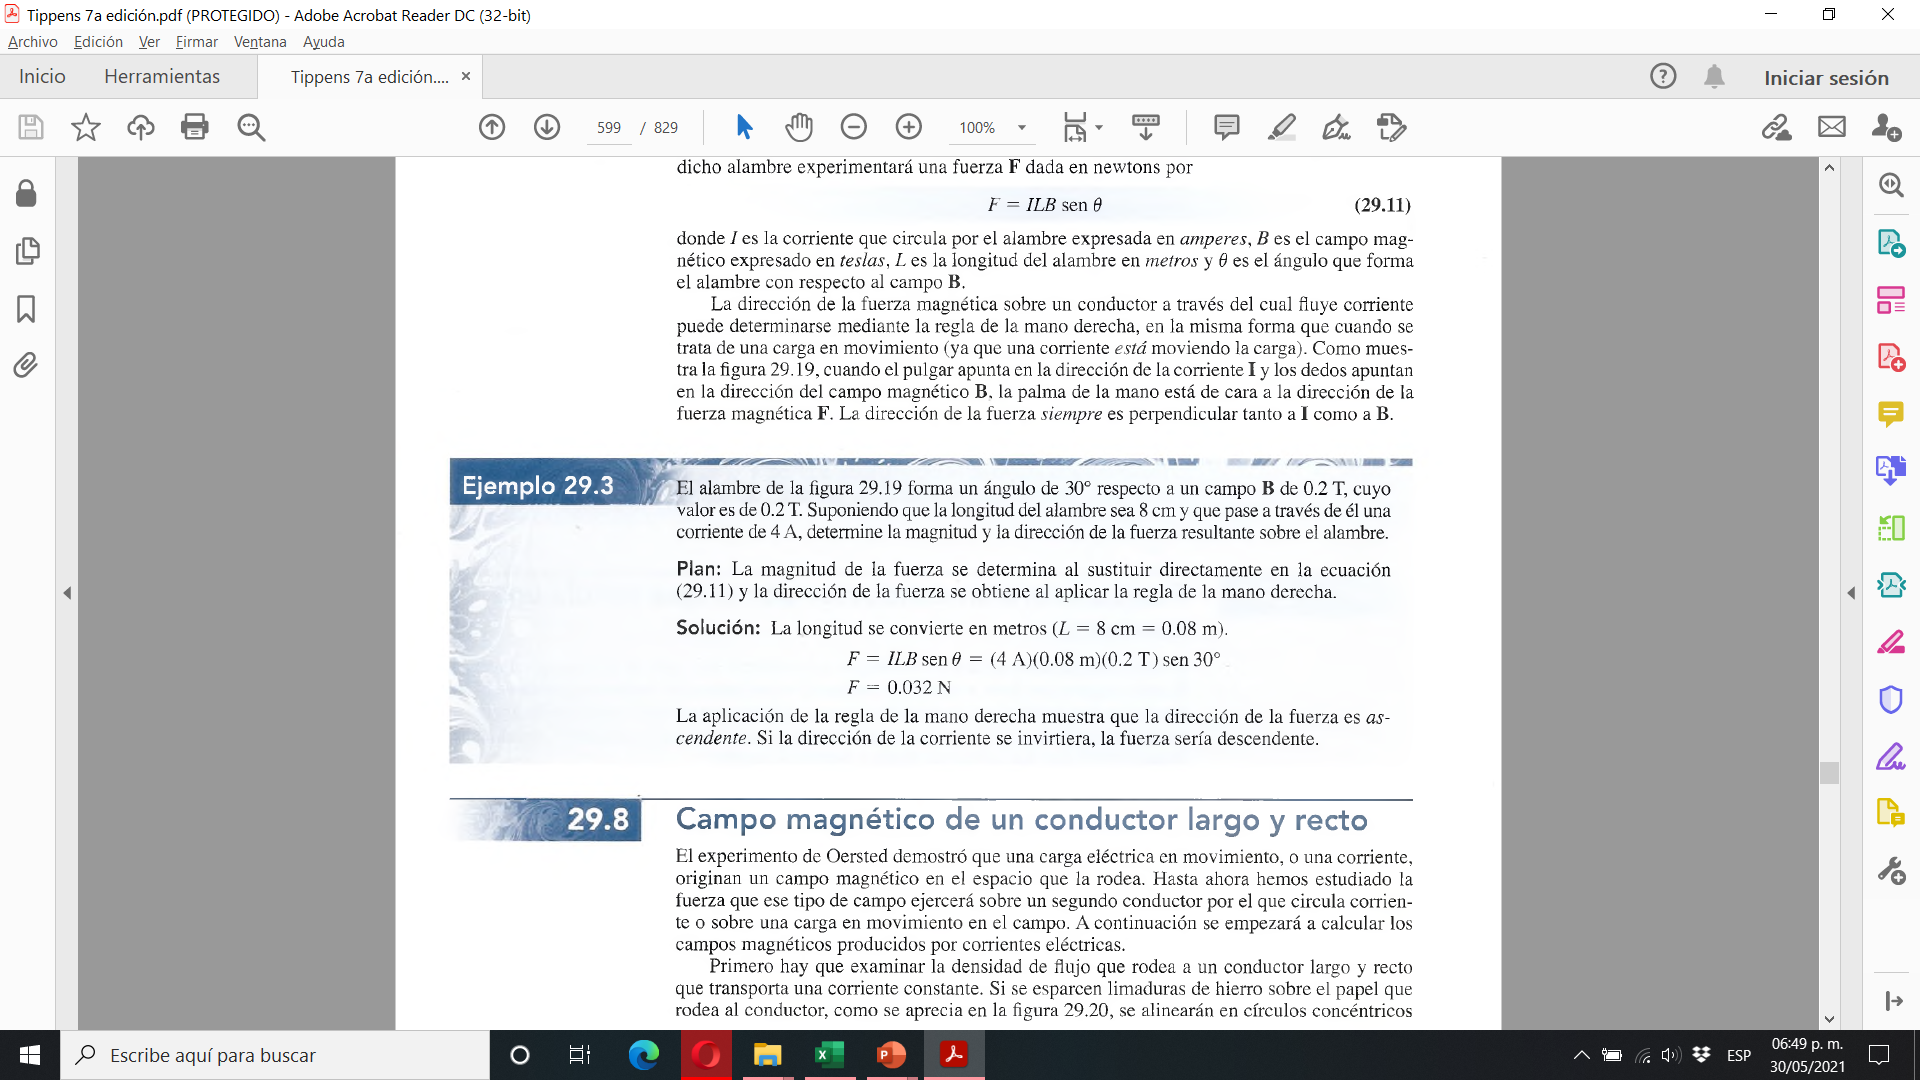 Tippens 7a edición.pdf (PROTEGIDO) - Adobe Acrobat Reader DC (32-bit)
Archivo Edición Ver Firmar Ventana Ayuda
Inicio Herramientas Tippens 7a edición.... × Iniciar sesión
599 / 829 100%
dicho alambre experimentará una fuerza F dada en newtons por
F = ILB sen θ (29.11)
donde I es la corriente que circula por el alambre expresada en amperes, B es el campo mag-
nético expresado en teslas, L es la longitud del alambre en metros y θ es el ángulo que forma
el alambre con respecto al campo B.
La dirección de la fuerza magnética sobre un conductor a través del cual fluye corriente
puede determinarse mediante la regla de la mano derecha, en la misma forma que cuando se
trata de una carga en movimiento (ya que una corriente está moviendo la carga). Como mues-
tra la figura 29.19, cuando el pulgar apunta en la dirección de la corriente I y los dedos apuntan
en la dirección del campo magnético B, la palma de la mano está de cara a la dirección de la
fuerza magnética F. La dirección de la fuerza siempre es perpendicular tanto a I como a B.
Ejemplo 29.3
El alambre de la figura 29.19 forma un ángulo de 30° respecto a un campo B de 0.2 T, cuyo
valor es de 0.2 T. Suponiendo que la longitud del alambre sea 8 cm y que pase a través de él una
corriente de 4 A, determine la magnitud y la dirección de la fuerza resultante sobre el alambre.
Plan: La magnitud de la fuerza se determina al sustituir directamente en la ecuación
(29.11) y la dirección de la fuerza se obtiene al aplicar la regla de la mano derecha.
Solución: La longitud se convierte en metros (L = 8 cm = 0.08 m).
F = ILB sen θ = (4 A)(0.08 m)(0.2 T) sen 30°
F = 0.032 N
La aplicación de la regla de la mano derecha muestra que la dirección de la fuerza es as-
cendente. Si la dirección de la corriente se invirtiera, la fuerza sería descendente.
29.8 Campo magnético de un conductor largo y recto
El experimento de Oersted demostró que una carga eléctrica en movimiento, o una corriente,
originan un campo magnético en el espacio que la rodea. Hasta ahora hemos estudiado la
fuerza que ese tipo de campo ejercerá sobre un segundo conductor por el que circula corrien-
te o sobre una carga en movimiento en el campo. A continuación se empezará a calcular los
campos magnéticos producidos por corrientes eléctricas.
Primero hay que examinar la densidad de flujo que rodea a un conductor largo y recto
que transporta una corriente constante. Si se esparcen limaduras de hierro sobre el papel que
rodea al conductor, como se aprecia en la figura 29.20, se alinearán en círculos concéntricos
Escribe aquí para buscar
ESP
06:49 p. m.
30/05/2021